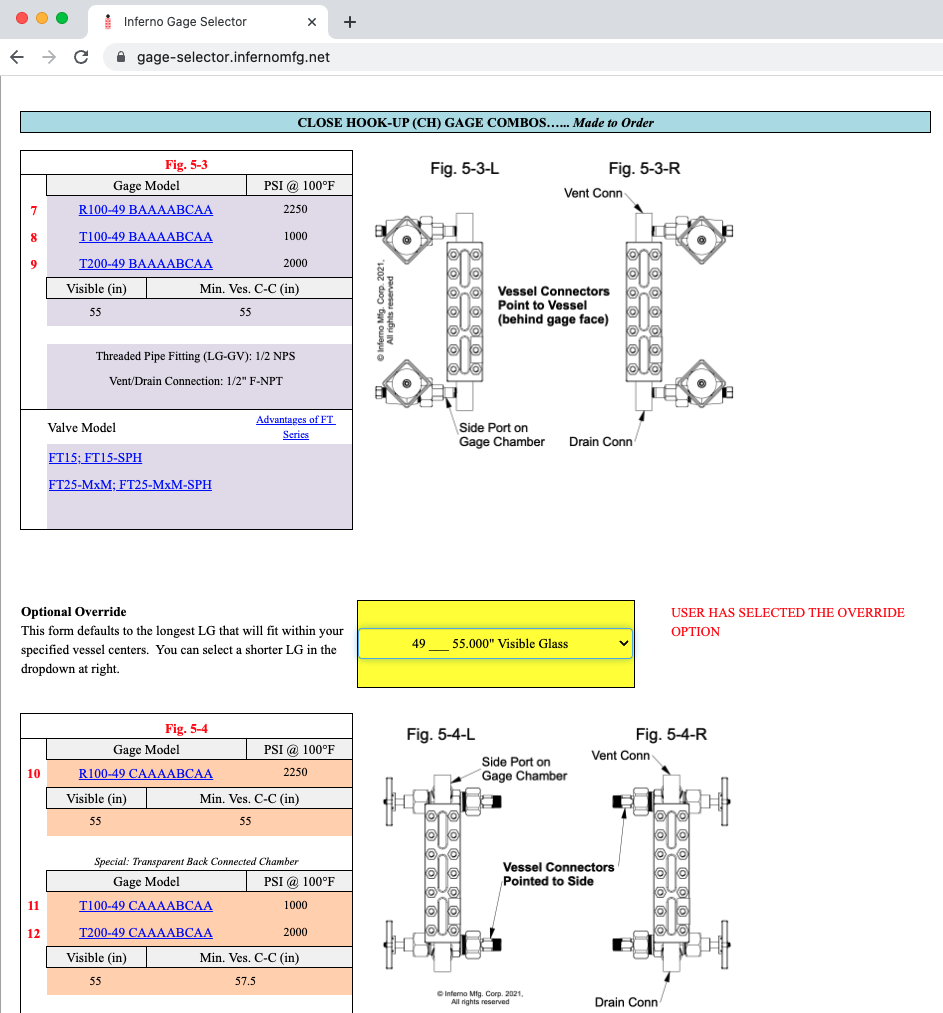 Inferno Gage Selector
gage-selector.infernomfg.net
CLOSE HOOK-UP (CH) GAGE COMBOS…... Made to Order
Fig. 5-3
Gage Model PSI @ 100°F
7 R100-49 BAAAABCAA 2250
8 T100-49 BAAAABCAA 1000
9 T200-49 BAAAABCAA 2000
Visible (in) Min. Ves. C-C (in)
55 55
Threaded Pipe Fitting (LG-GV): 1/2 NPS
Vent/Drain Connection: 1/2" F-NPT
Valve Model
Advantages of FT
Series
FT15; FT15-SPH
FT25-MxM; FT25-MxM-SPH
Fig. 5-3-L
Fig. 5-3-R
Vent Conn
Vessel Connectors
Point to Vessel
(behind gage face)
© Inferno Mfg. Corp. 2021,
All rights reserved
Side Port on
Gage Chamber
Drain Conn
Optional Override
This form defaults to the longest LG that will fit within your
specified vessel centers. You can select a shorter LG in the
dropdown at right.
49 ___ 55.000" Visible Glass
USER HAS SELECTED THE OVERRIDE
OPTION
Fig. 5-4
Gage Model PSI @ 100°F
10 R100-49 CAAAABCAA 2250
Visible (in) Min. Ves. C-C (in)
55 55
Special: Transparent Back Connected Chamber
Gage Model PSI @ 100°F
11 T100-49 CAAAABCAA 1000
12 T200-49 CAAAABCAA 2000
Visible (in) Min. Ves. C-C (in)
55 57.5
Fig. 5-4-L
Fig. 5-4-R
Side Port on
Gage Chamber
Vent Conn
Vessel Connectors
Pointed to Side
© Inferno Mfg. Corp. 2021,
All rights reserved
Drain Conn